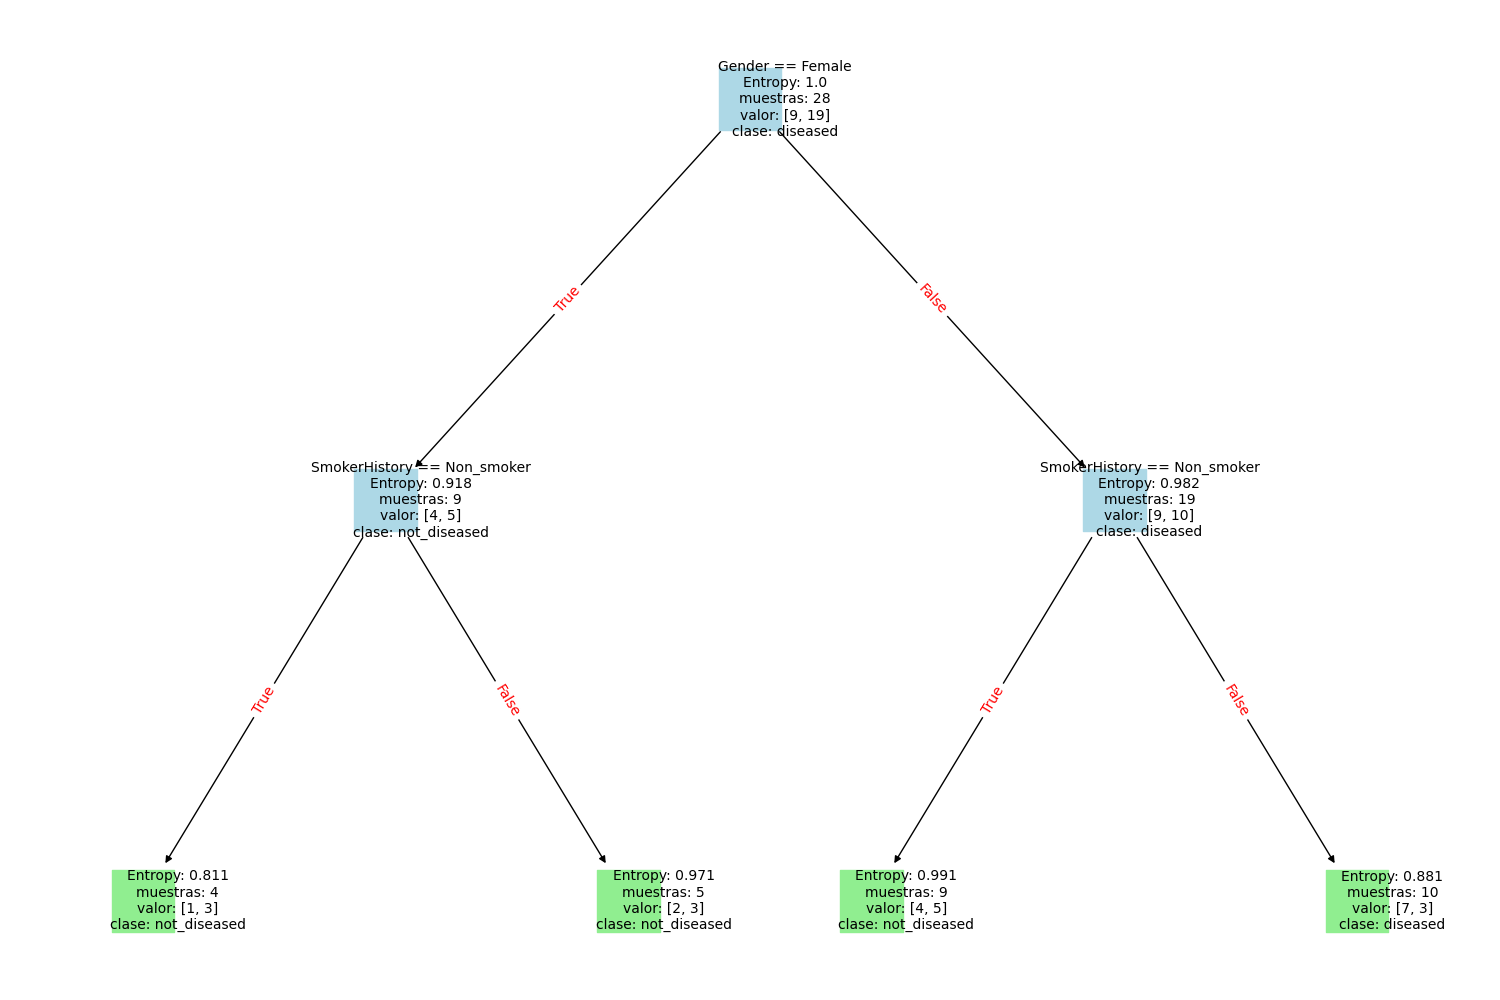 Gender == Female
Entropy: 1.0
muestras: 28
valor: [9, 19]
clase: diseased
True
False
SmokerHistory == Non_smoker
Entropy: 0.918
muestras: 9
valor: [4, 5]
clase: not_diseased
SmokerHistory == Non_smoker
Entropy: 0.982
muestras: 19
valor: [9, 10]
clase: diseased
True
False
True
False
Entropy: 0.811
muestras: 4
valor: [1, 3]
clase: not_diseased
Entropy: 0.971
muestras: 5
valor: [2, 3]
clase: not_diseased
Entropy: 0.991
muestras: 9
valor: [4, 5]
clase: not_diseased
Entropy: 0.881
muestras: 10
valor: [7, 3]
clase: diseased